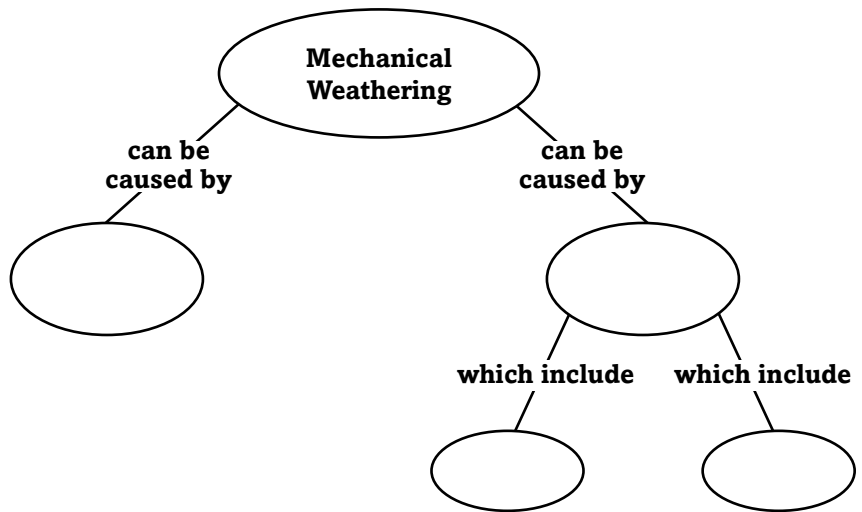 Mechanical
Weathering
can be
caused by
can be
caused by
which include
which include